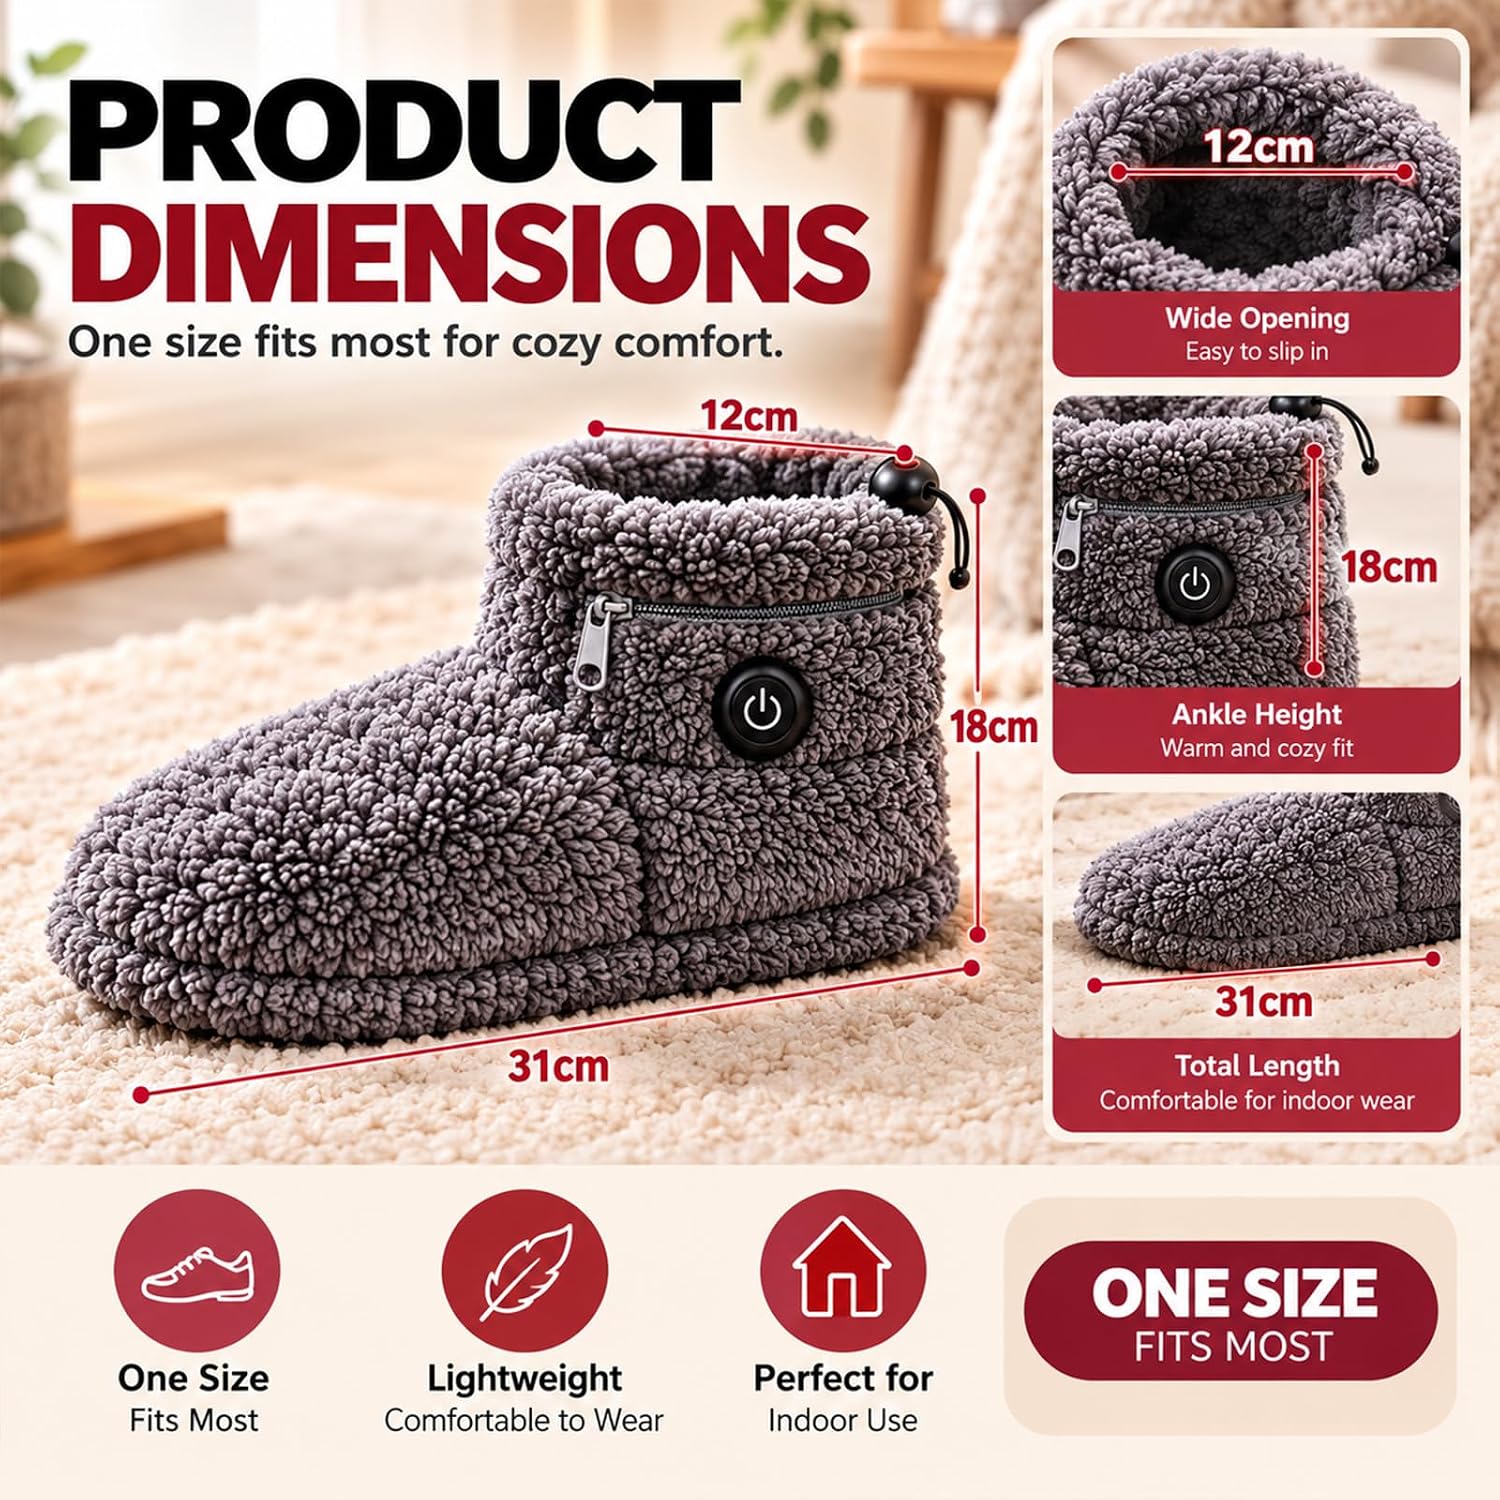 PRODUCT
DIMENSIONS
One size fits most for cozy comfort.
12cm
18cm
31cm
12cm
Wide Opening
Easy to slip in
18cm
Ankle Height
Warm and cozy fit
31cm
Total Length
Comfortable for indoor wear
One Size
Fits Most
Lightweight
Comfortable to Wear
Perfect for
Indoor Use
ONE SIZE
FITS MOST